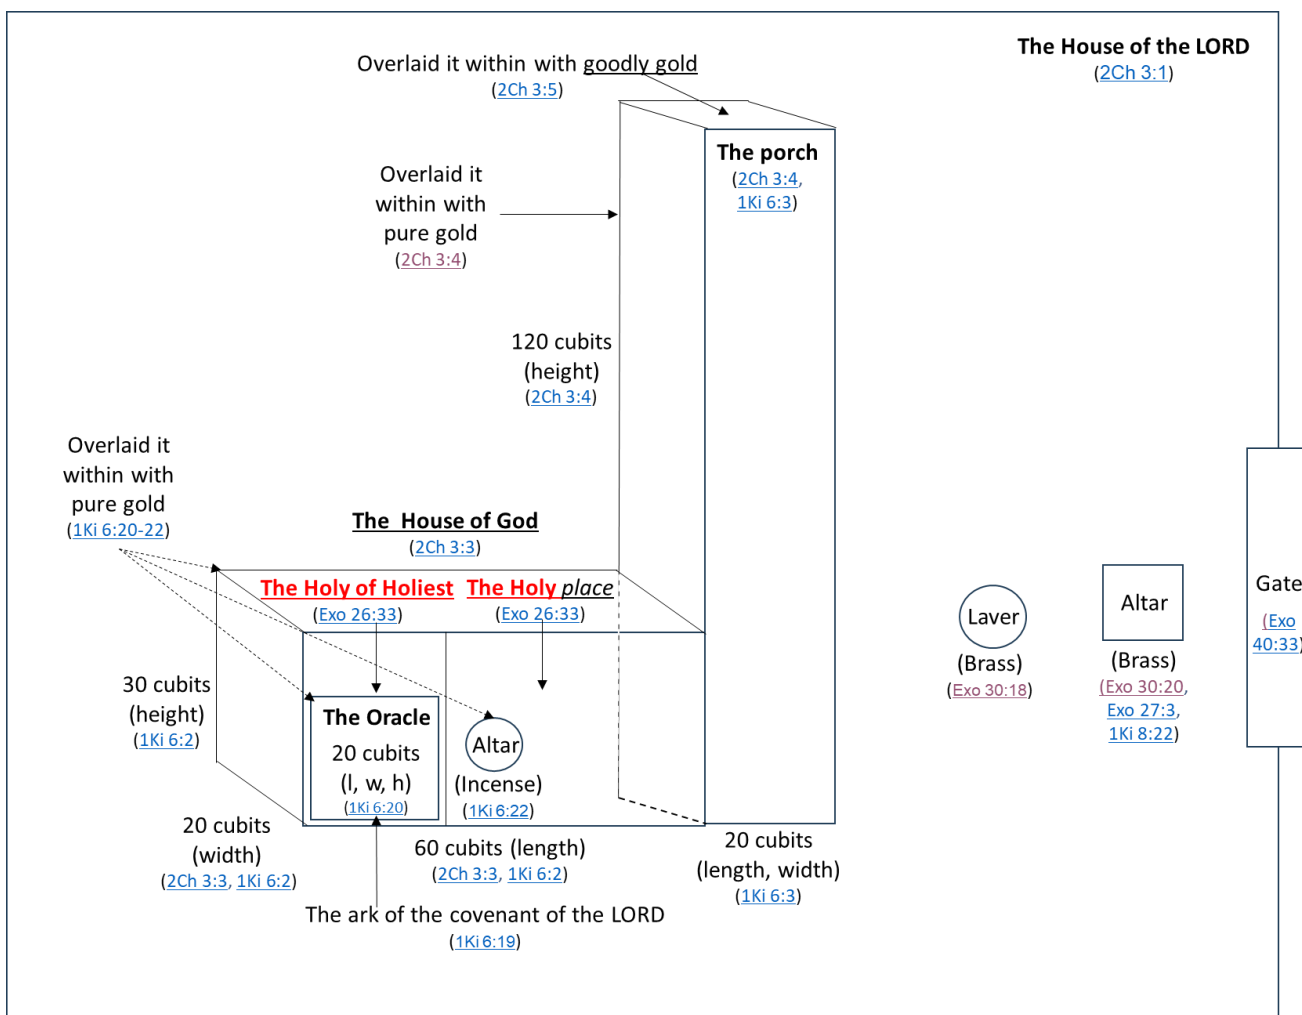 The House of the LORD
(2Ch 3:1)
Overlaid it within with goodly gold
(2Ch 3:5)
The porch
(2Ch 3:4,
1Ki 6:3)
Overlaid it
within with
pure gold
(2Ch 3:4)
120 cubits
(height)
(2Ch 3:4)
Overlaid it
within with
pure gold
(1Ki 6:20-22)
The House of God
(2Ch 3:3)
The Holy of Holiest
(Exo 26:33)
The Holy place
(Exo 26:33)
30 cubits
(height)
(1Ki 6:2)
The Oracle
20 cubits
(l, w, h)
(1Ki 6:20)
Altar
(Incense)
(1Ki 6:22)
20 cubits
(width)
(2Ch 3:3, 1Ki 6:2)
60 cubits (length)
(2Ch 3:3, 1Ki 6:2)
20 cubits
(length, width)
(1Ki 6:3)
The ark of the covenant of the LORD
(1Ki 6:19)
Laver
(Brass)
(Exo 30:18)
Altar
(Brass)
(Exo 30:20,
Exo 27:3,
1Ki 8:22)
Gate
(Exo
40:33)